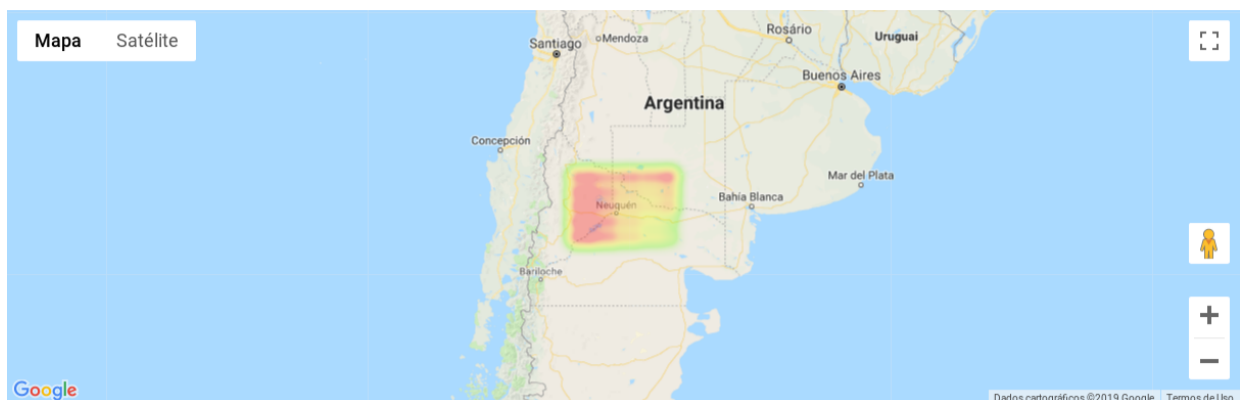 Mapa Satélite
Rosário
Mendoza
Santiago
Uruguai
Buenos Aires
Argentina
Concepción
Mar del Plata
Bahía Blanca
Neuquén
Bariloche
Google
Dados cartográficos ©2019 Google Termos de Uso